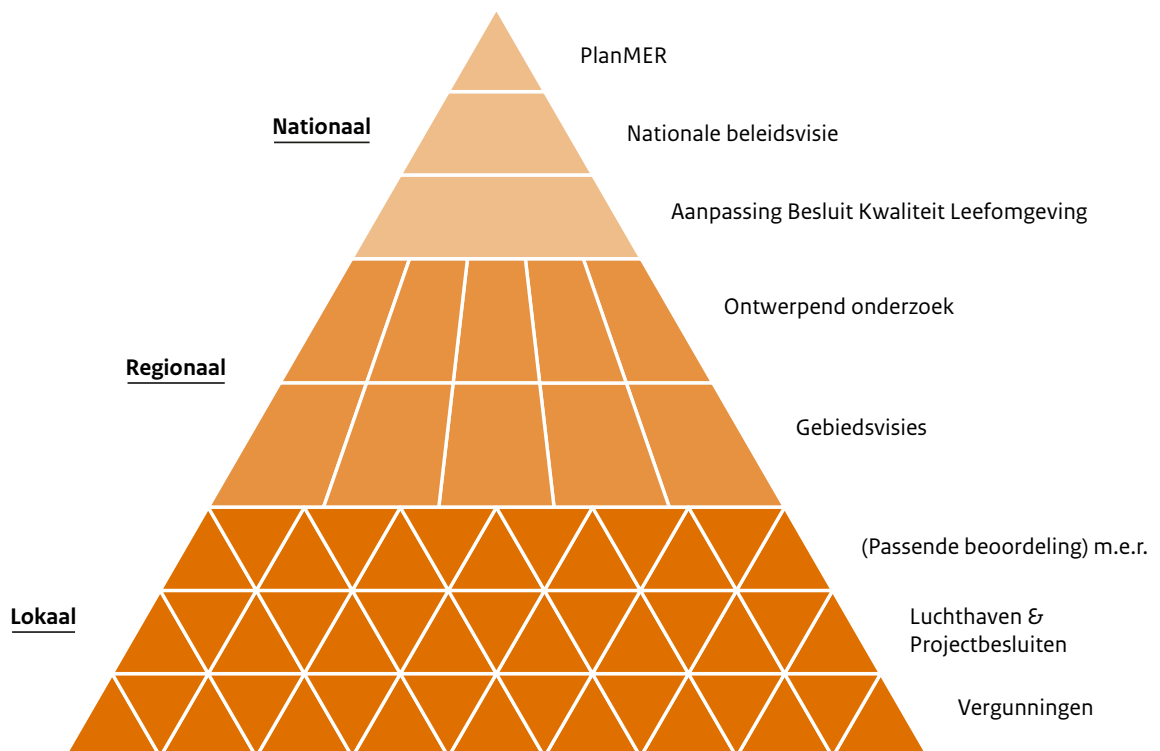 PlanMER
Nationaal
Nationale beleidsvisie
Aanpassing Besluit Kwaliteit Leefomgeving
Ontwerpend onderzoek
Regionaal
Gebiedsvisies
(Passende beoordeling) m.e.r.
Lokaal
Luchthaven &
Projectbesluiten
Vergunningen